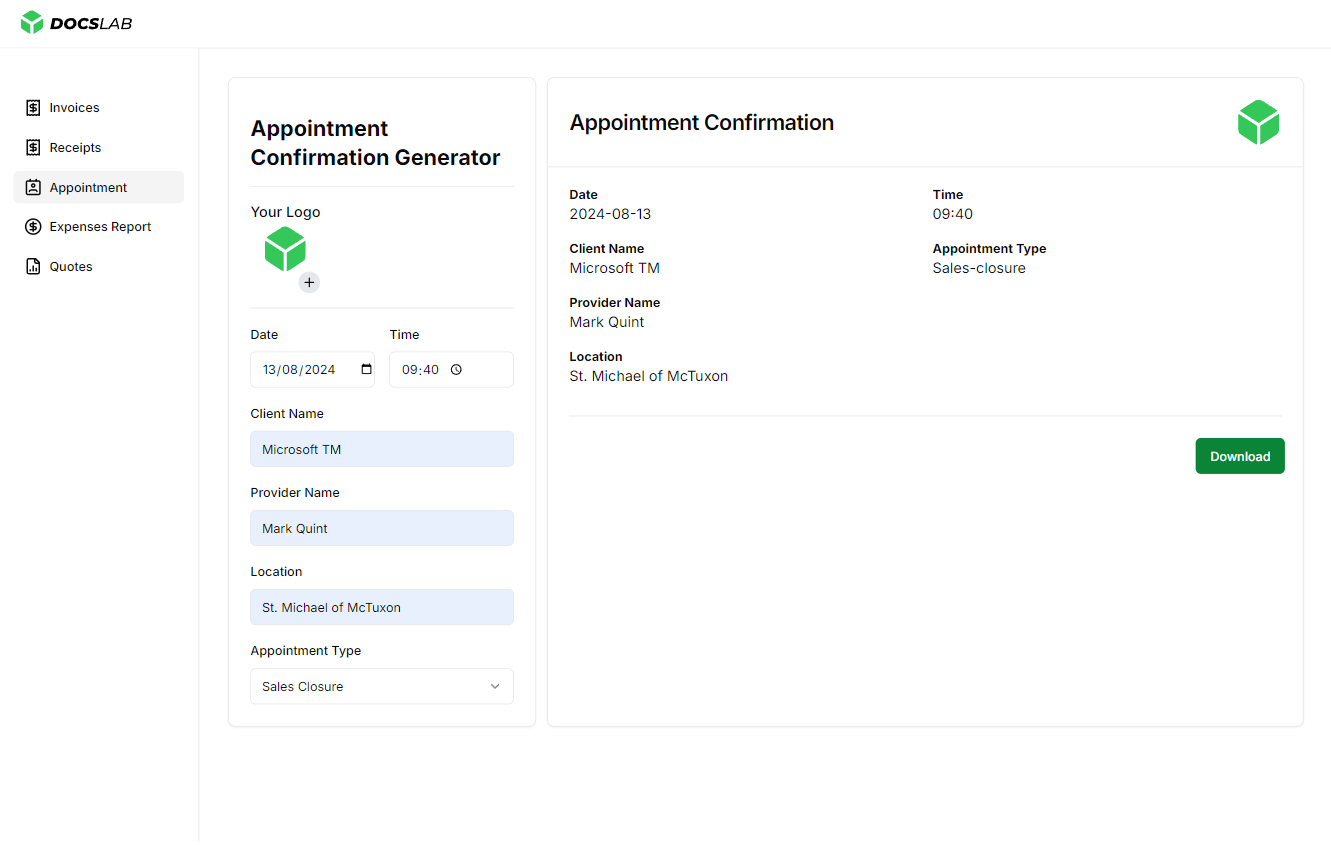 DOCSLAB
Invoices
Receipts
Appointment
Expenses Report
Quotes
Appointment
Confirmation Generator
Your Logo
+
Date Time
13/08/2024 09:40
Client Name
Microsoft TM
Provider Name
Mark Quint
Location
St. Michael of McTuxon
Appointment Type
Sales Closure
Appointment Confirmation
Date Time
2024-08-13 09:40
Client Name Appointment Type
Microsoft TM Sales-closure
Provider Name
Mark Quint
Location
St. Michael of McTuxon
Download